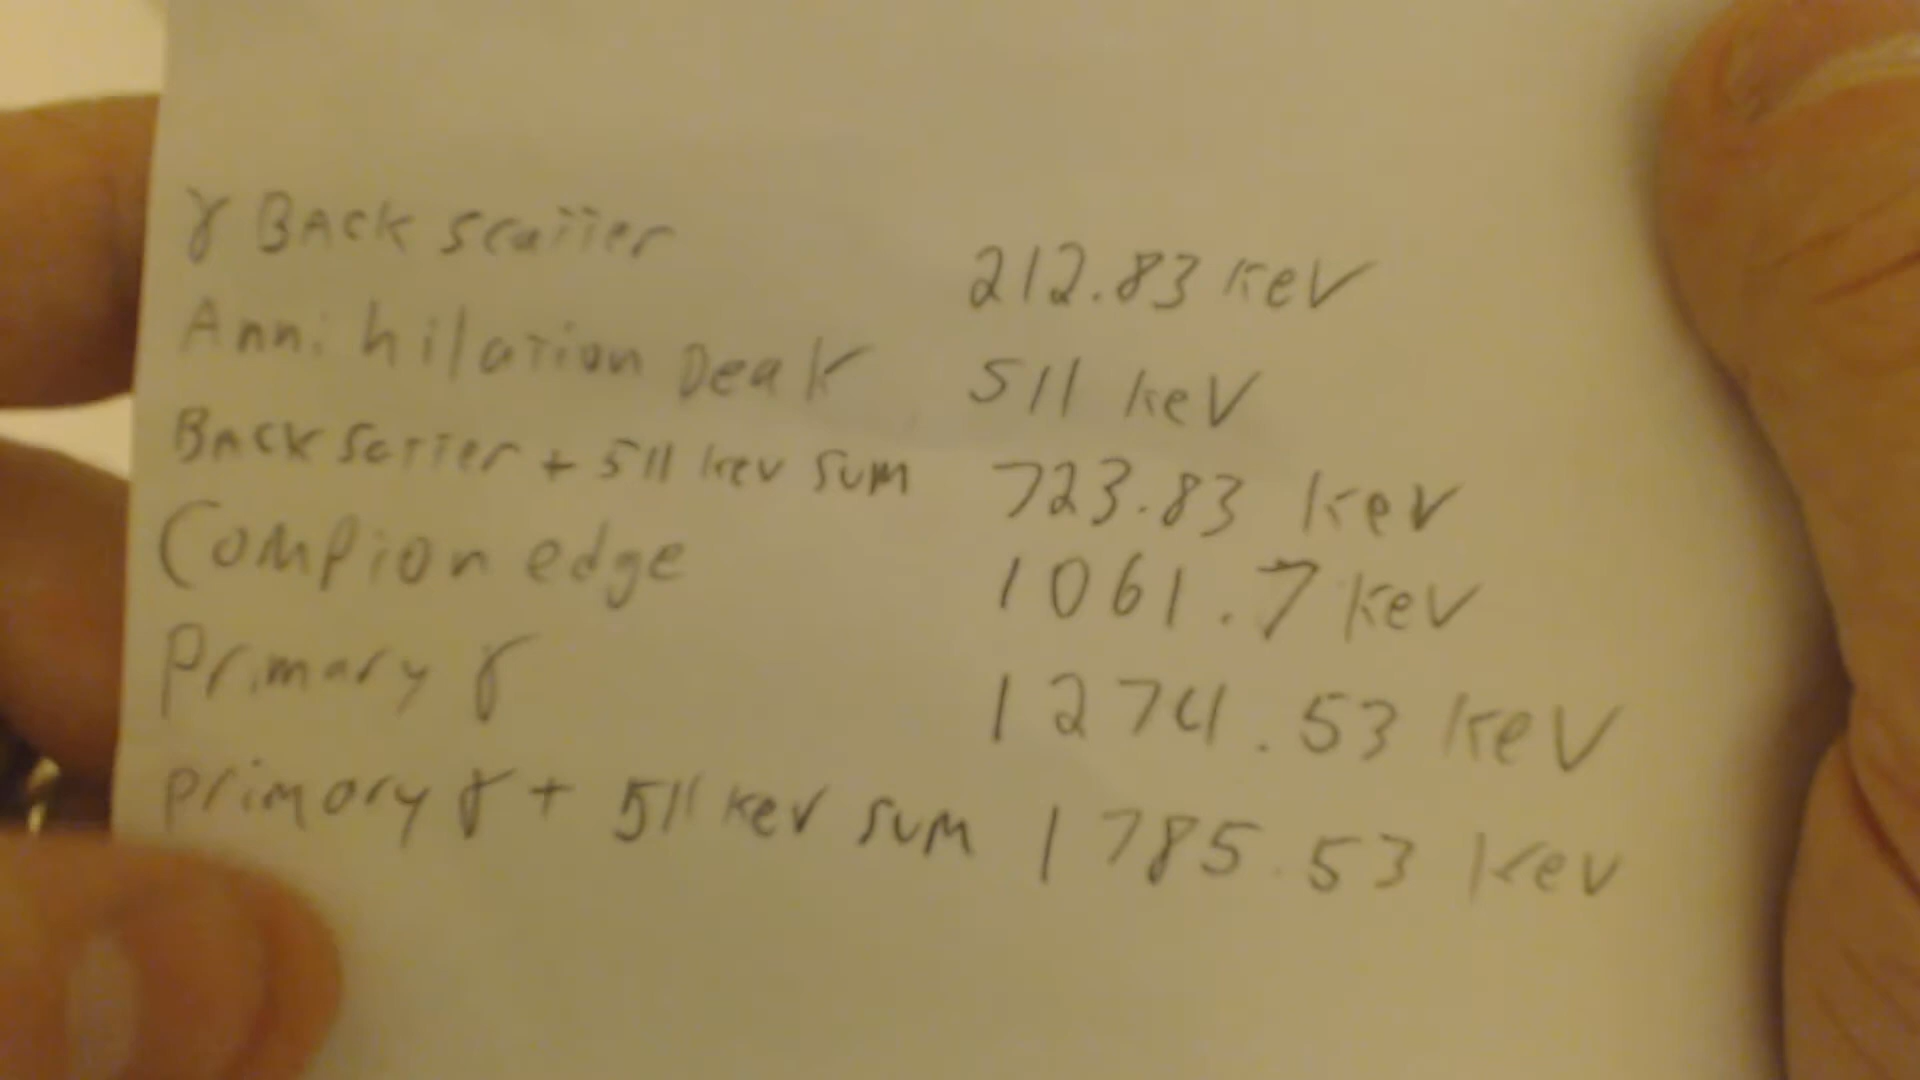 γ BACK scatter 212.83 keV
Annihilation peak 511 keV
BACK Scatter + 511 kev sum 723.83 keV
Compton edge 1061.7 keV
Primary γ 1274.53 keV
primary γ + 511 kev sum 1785.53 kev